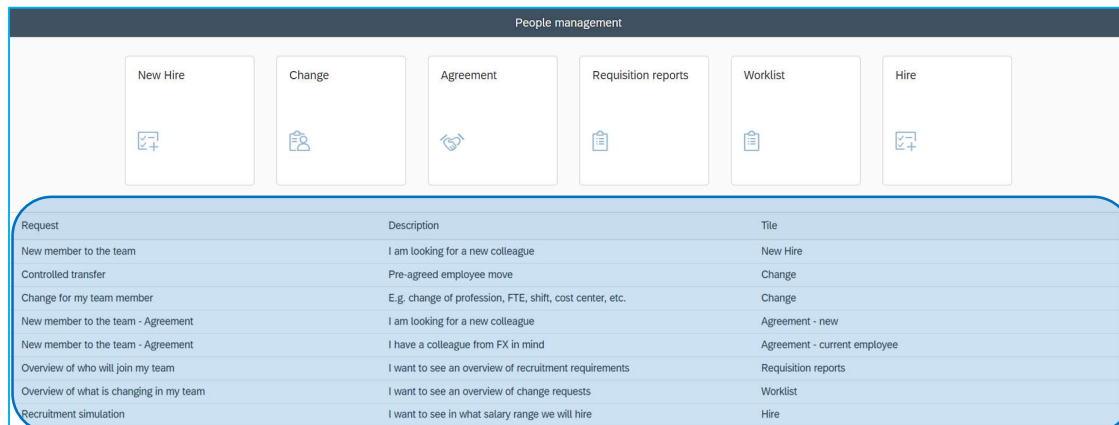 People management
New Hire Change Agreement Requisition reports Worklist Hire
Request Description Tile
New member to the team I am looking for a new colleague New Hire
Controlled transfer Pre-agreed employee move Change
Change for my team member E.g. change of profession, FTE, shift, cost center, etc. Change
New member to the team - Agreement I am looking for a new colleague Agreement - new
New member to the team - Agreement I have a colleague from FX in mind Agreement - current employee
Overview of who will join my team I want to see an overview of recruitment requirements Requisition reports
Overview of what is changing in my team I want to see an overview of change requests Worklist
Recruitment simulation I want to see in what salary range we will hire Hire